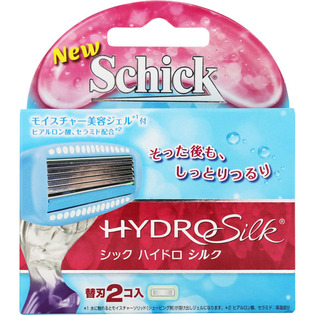 New
Schick
モイスチャー美容ジェル*1付
ヒアルロン酸、セラミド配合*2
そった後も、
しっとりつるり
HYDRO Silk®
シック ハイドロ シルク
替刃2コ入